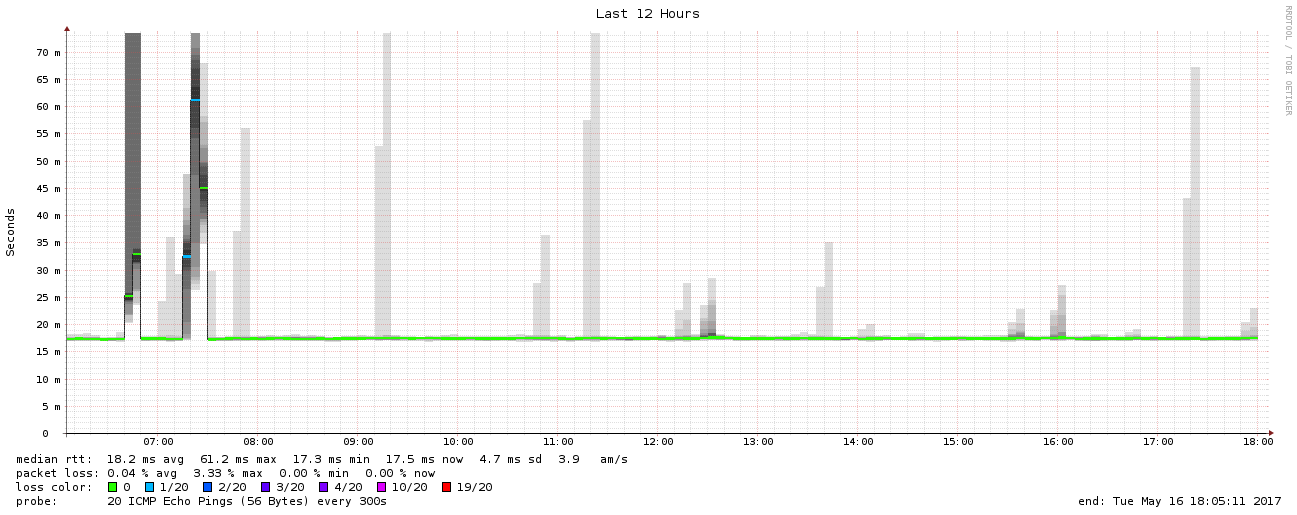 Last 12 Hours
RRDTOOL / TOBI OETIKER
Seconds
70 m
65 m
60 m
55 m
50 m
45 m
40 m
35 m
30 m
25 m
20 m
15 m
10 m
5 m
0
07:00 08:00 09:00 10:00 11:00 12:00 13:00 14:00 15:00 16:00 17:00 18:00
median rtt: 18.2 ms avg 61.2 ms max 17.3 ms min 17.5 ms now 4.7 ms sd 3.9 am/s
packet loss: 0.04 % avg 3.33 % max 0.00 % min 0.00 % now
loss color: 0 1/20 2/20 3/20 4/20 10/20 19/20
probe: 20 ICMP Echo Pings (56 Bytes) every 300s end: Tue May 16 18:05:11 2017